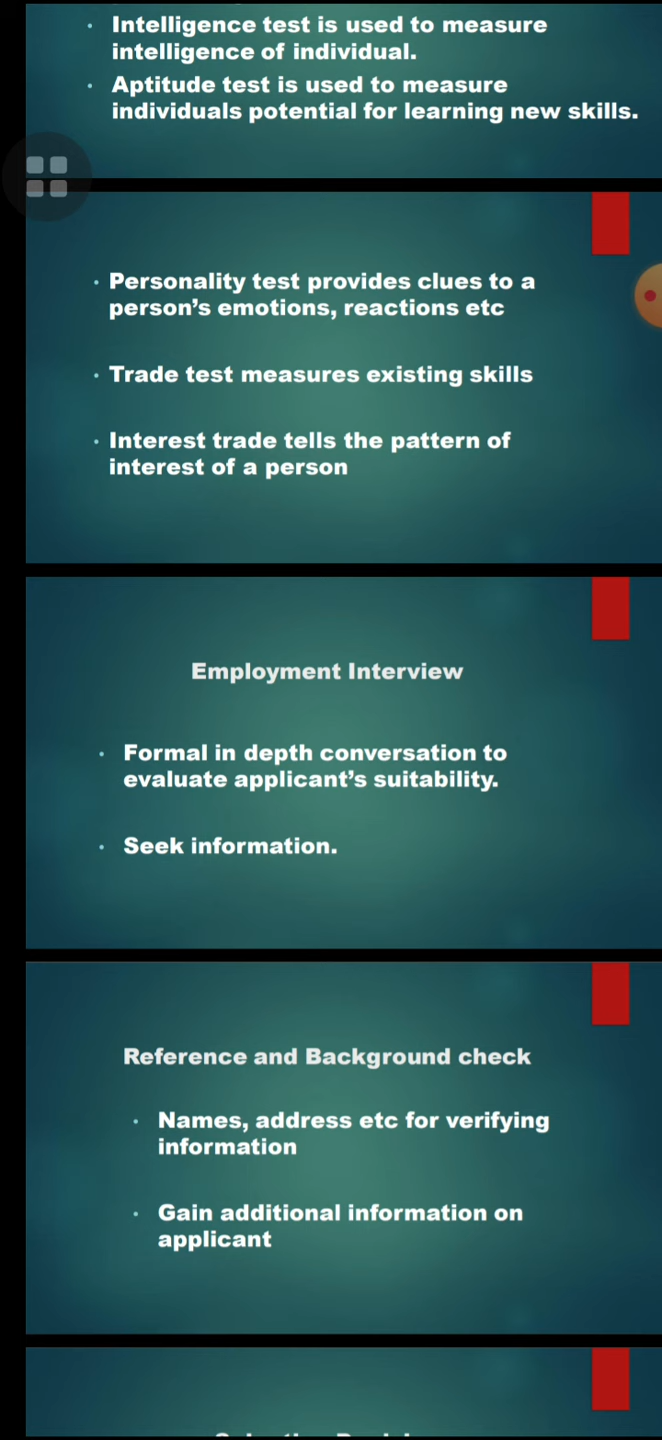 • Intelligence test is used to measure
intelligence of individual.
• Aptitude test is used to measure
individuals potential for learning new skills.
• Personality test provides clues to a
person’s emotions, reactions etc
• Trade test measures existing skills
• Interest trade tells the pattern of
interest of a person
Employment Interview
• Formal in depth conversation to
evaluate applicant’s suitability.
• Seek information.
Reference and Background check
• Names, address etc for verifying
information
• Gain additional information on
applicant